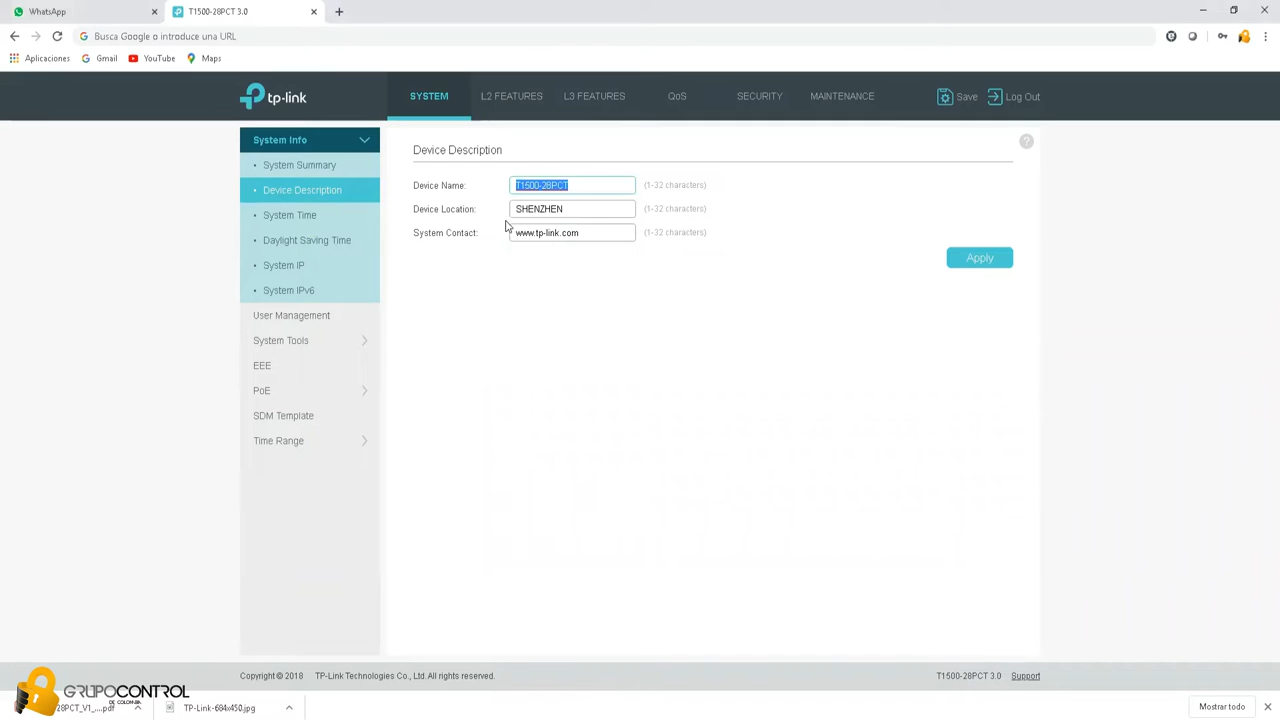 WhatsApp
T1500-28PCT 3.0
Busca Google o introduce una URL
Aplicaciones
Gmail
YouTube
Maps
tp-link
SYSTEM
L2 FEATURES
L3 FEATURES
QoS
SECURITY
MAINTENANCE
Save
Log Out
System Info
• System Summary
• Device Description
• System Time
• Daylight Saving Time
• System IP
• System IPv6
User Management
System Tools
EEE
PoE
SDM Template
Time Range
Device Description
?
Device Name: T1500-28PCT (1-32 characters)
Device Location: SHENZHEN (1-32 characters)
System Contact: www.tp-link.com (1-32 characters)
Apply
Copyright © 2018 TP-Link Technologies Co., Ltd. All rights reserved.
T1500-28PCT 3.0 Support
GRUPOCONTROL
DE COLOMBIA
28PCT_V1_....pdf
TP-Link-684x450.jpg
Mostrar todo